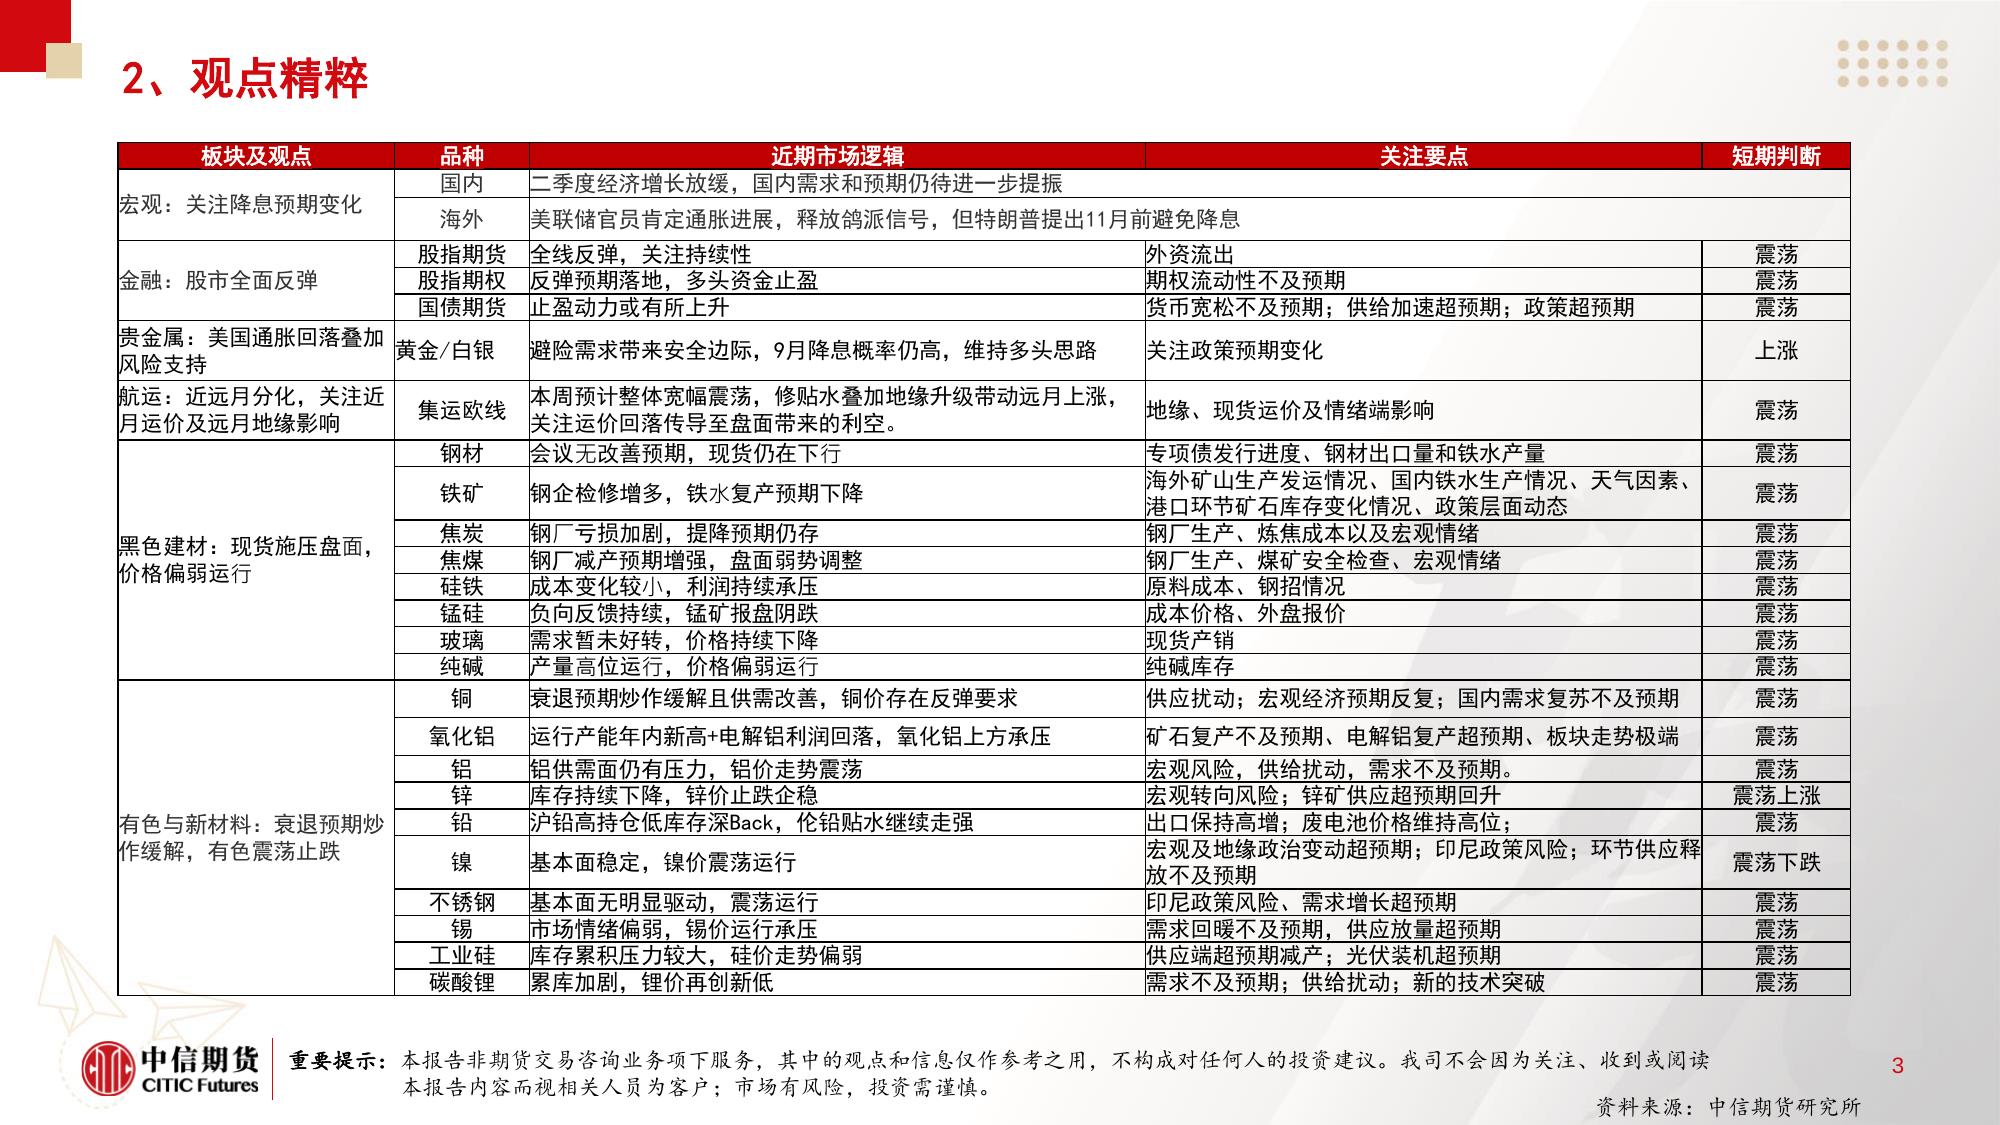 2、观点精粹
板块及观点 品种 近期市场逻辑 关注要点 短期判断
宏观：关注降息预期变化
国内 二季度经济增长放缓，国内需求和预期仍待进一步提振
海外 美联储官员肯定通胀进展，释放鸽派信号，但特朗普提出11月前避免降息
金融：股市全面反弹
股指期货 全线反弹，关注持续性 外资流出 震荡
股指期权 反弹预期落地，多头资金止盈 期权流动性不及预期 震荡
国债期货 止盈动力或有所上升 货币宽松不及预期；供给加速超预期；政策超预期 震荡
贵金属：美国通胀回落叠加
风险支持
黄金/白银 避险需求带来安全边际，9月降息概率仍高，维持多头思路 关注政策预期变化 上涨
航运：近远月分化，关注近
月运价及远月地缘影响
集运欧线
本周预计整体宽幅震荡，修贴水叠加地缘升级带动远月上涨，
关注运价回落传导至盘面带来的利空。
地缘、现货运价及情绪端影响 震荡
黑色建材：现货施压盘面，
价格偏弱运行
钢材 会议无改善预期，现货仍在下行 专项债发行进度、钢材出口量和铁水产量 震荡
铁矿 钢企检修增多，铁水复产预期下降
海外矿山生产发运情况、国内铁水生产情况、天气因素、
港口环节矿石库存变化情况、政策层面动态
震荡
焦炭 钢厂亏损加剧，提降预期仍存 钢厂生产、炼焦成本以及宏观情绪 震荡
焦煤 钢厂减产预期增强，盘面弱势调整 钢厂生产、煤矿安全检查、宏观情绪 震荡
硅铁 成本变化较小，利润持续承压 原料成本、钢招情况 震荡
锰硅 负向反馈持续，锰矿报盘阴跌 成本价格、外盘报价 震荡
玻璃 需求暂未好转，价格持续下降 现货产销 震荡
纯碱 产量高位运行，价格偏弱运行 纯碱库存 震荡
有色与新材料：衰退预期炒
作缓解，有色震荡止跌
铜 衰退预期炒作缓解且供需改善，铜价存在反弹要求 供应扰动；宏观经济预期反复；国内需求复苏不及预期 震荡
氧化铝 运行产能年内新高+电解铝利润回落，氧化铝上方承压 矿石复产不及预期、电解铝复产超预期、板块走势极端 震荡
铝 铝供需面仍有压力，铝价走势震荡 宏观风险，供给扰动，需求不及预期。 震荡
锌 库存持续下降，锌价止跌企稳 宏观转向风险；锌矿供应超预期回升 震荡上涨
铅 沪铅高持仓低库存深Back，伦铅贴水继续走强 出口保持高增；废电池价格维持高位； 震荡
镍 基本面稳定，镍价震荡运行
宏观及地缘政治变动超预期；印尼政策风险；环节供应释
放不及预期
震荡下跌
不锈钢 基本面无明显驱动，震荡运行 印尼政策风险、需求增长超预期 震荡
锡 市场情绪偏弱，锡价运行承压 需求回暖不及预期，供应放量超预期 震荡
工业硅 库存累积压力较大，硅价走势偏弱 供应端超预期减产；光伏装机超预期 震荡
碳酸锂 累库加剧，锂价再创新低 需求不及预期；供给扰动；新的技术突破 震荡
中信期货
CITIC Futures
重要提示：本报告非期货交易咨询业务项下服务，其中的观点和信息仅作参考之用，不构成对任何人的投资建议。我司不会因为关注、收到或阅读
本报告内容而视相关人员为客户；市场有风险，投资需谨慎。
3
资料来源：中信期货研究所